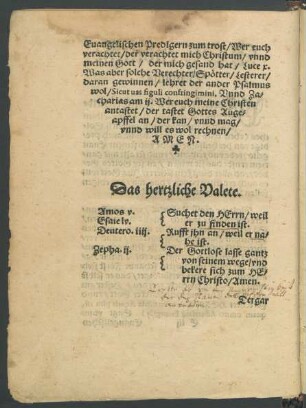 Euangelischen Predigern zum trost/Wer euch
verachtet/der verachtet mich Christum/vnnd
meinen Gott/ der mich gesand hat/ Luce x.
Was aber solche Verechter/Spötter/Lesterer/
daran gewinnen/ lehret der ander Psalmus
wol/Sicut uas figuli confringimini. Vnnd Za-
charias am ij. Wer euch meine Christen
antastet/der tastet Gottes Auge
apffel an/der kan/vnnd mag/
vnnd will es wol rechnen/
AMEN.
Das hertzliche Valete.
Amos v. Suchet den HErrn/weil
Esaie lv. er zu finden ist.
Deutero. iiij. Rufft jhn an/weil er na-
he ist.
Zepha. ij. Der Gottlose lasse gantz
von seinem wege/vnd
bekere sich zum HE-
rrn Christo/Amen.
Der gar